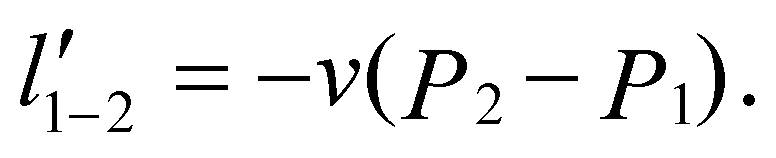 l′₁₋₂ = −v(P₂ − P₁).